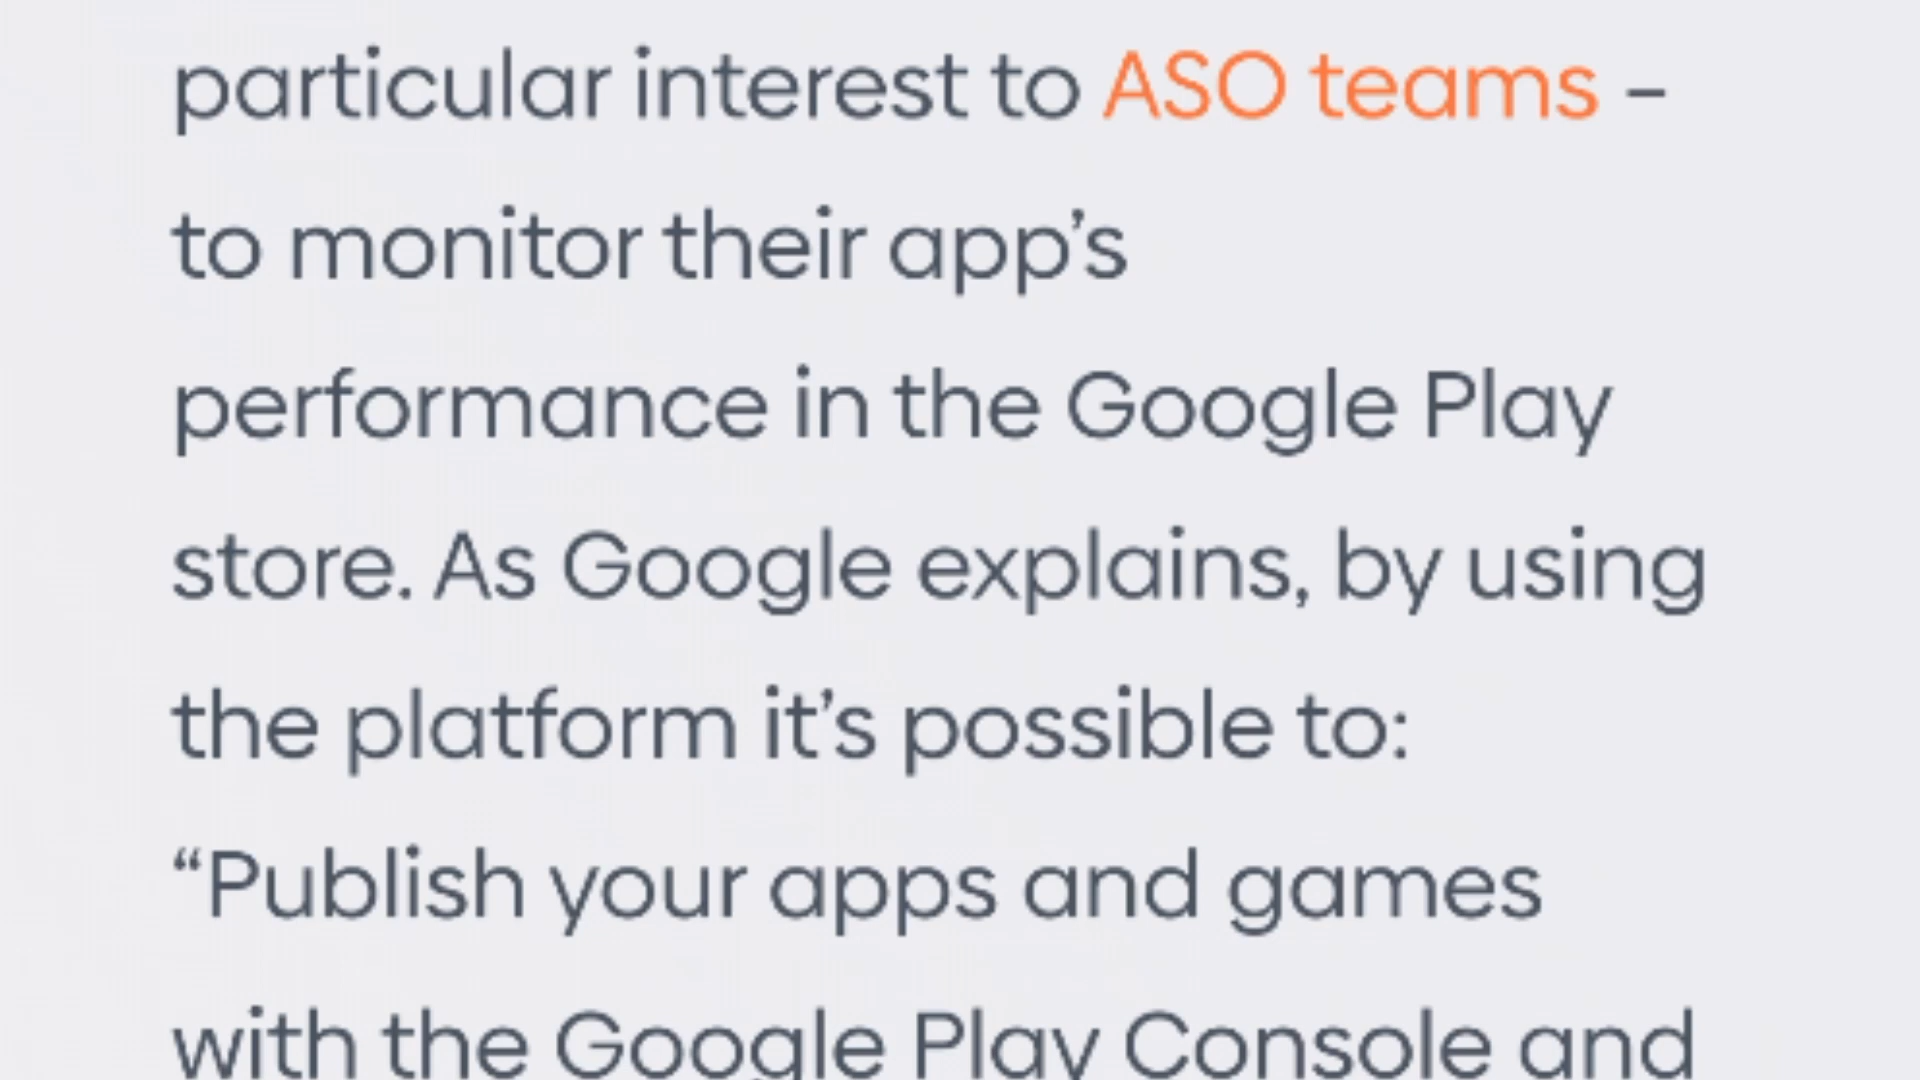 particular interest to ASO teams –
to monitor their app’s
performance in the Google Play
store. As Google explains, by using
the platform it’s possible to:
“Publish your apps and games
with the Google Play Console and